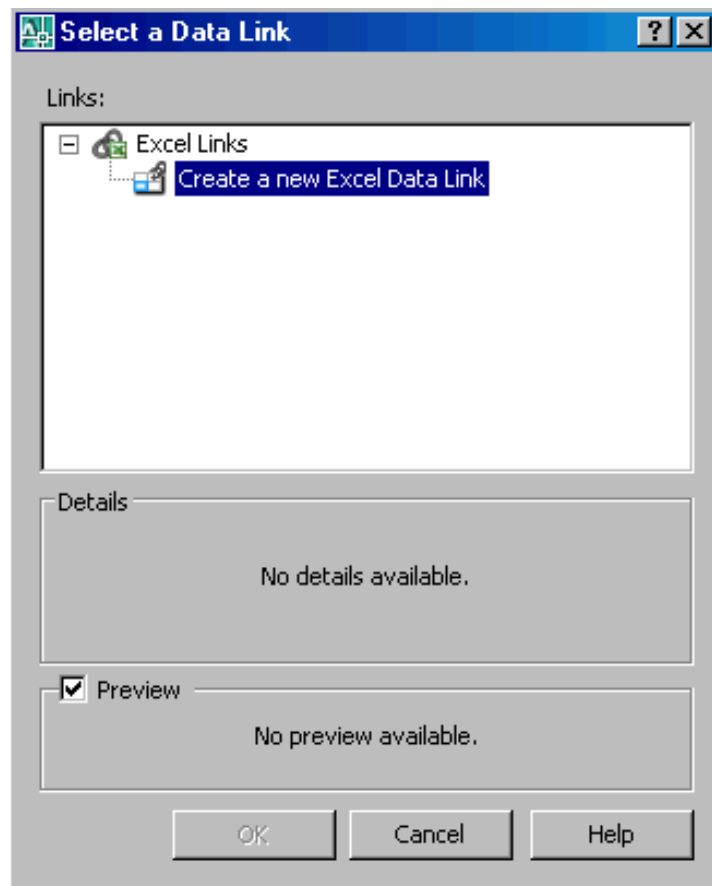 Select a Data Link
Links:
Excel Links
Create a new Excel Data Link
Details
No details available.
Preview
No preview available.
OK Cancel Help